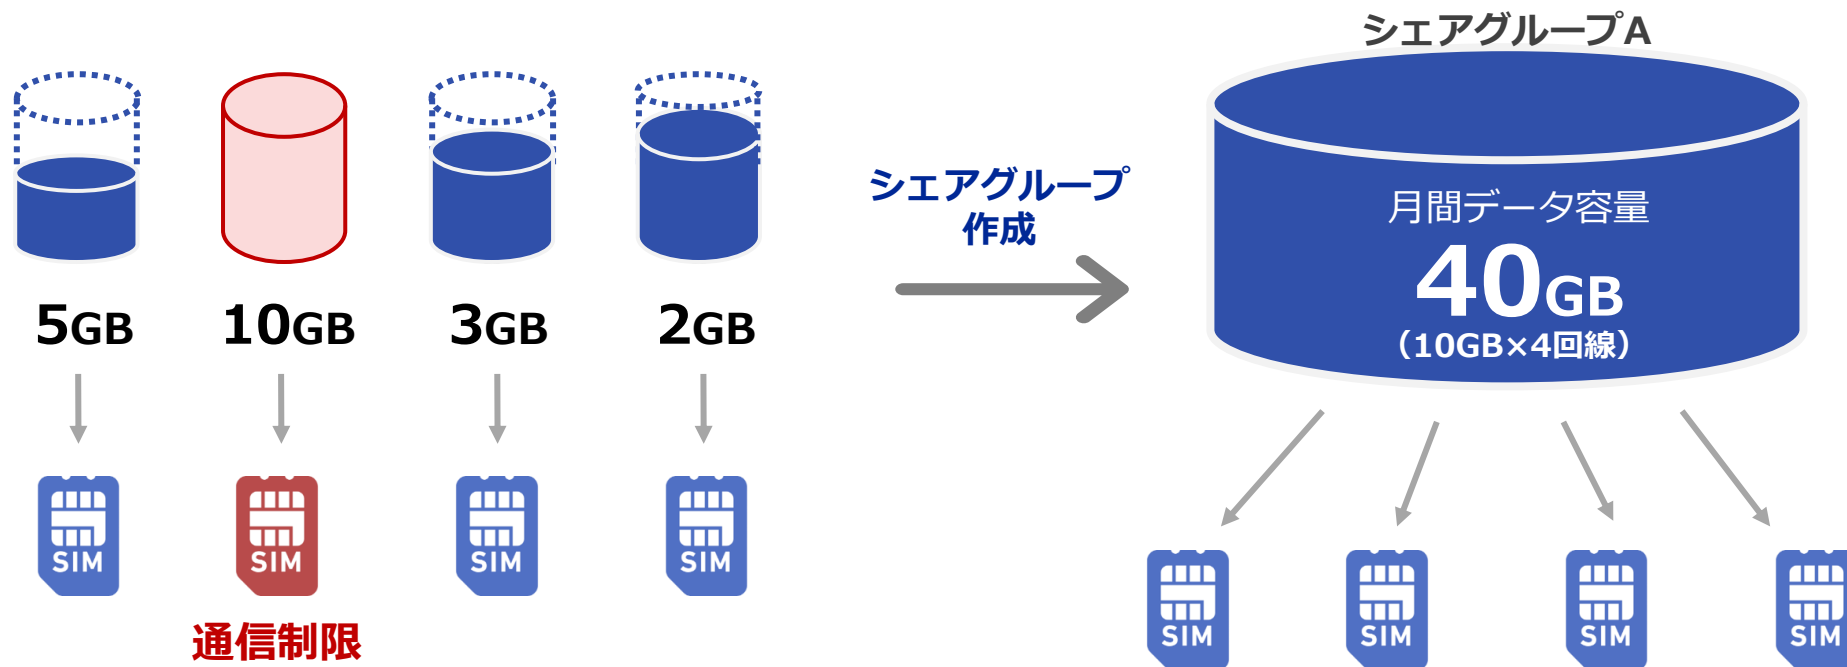 シェアグループA
シェアグループ
作成
月間データ容量
40GB
（10GB×4回線）
5GB
10GB
3GB
2GB
SIM
SIM
SIM
SIM
通信制限
SIM
SIM
SIM
SIM